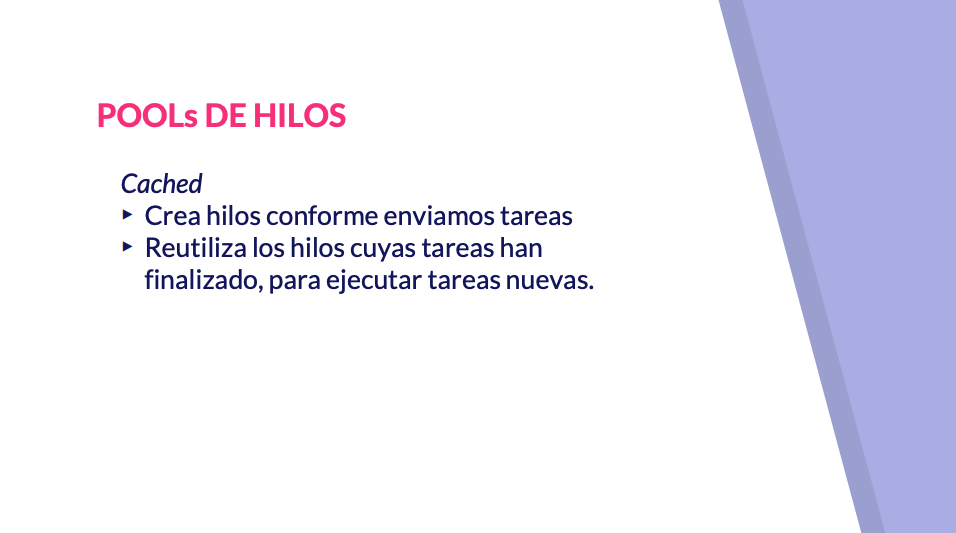 POOLs DE HILOS
Cached
▸ Crea hilos conforme enviamos tareas
▸ Reutiliza los hilos cuyas tareas han
finalizado, para ejecutar tareas nuevas.